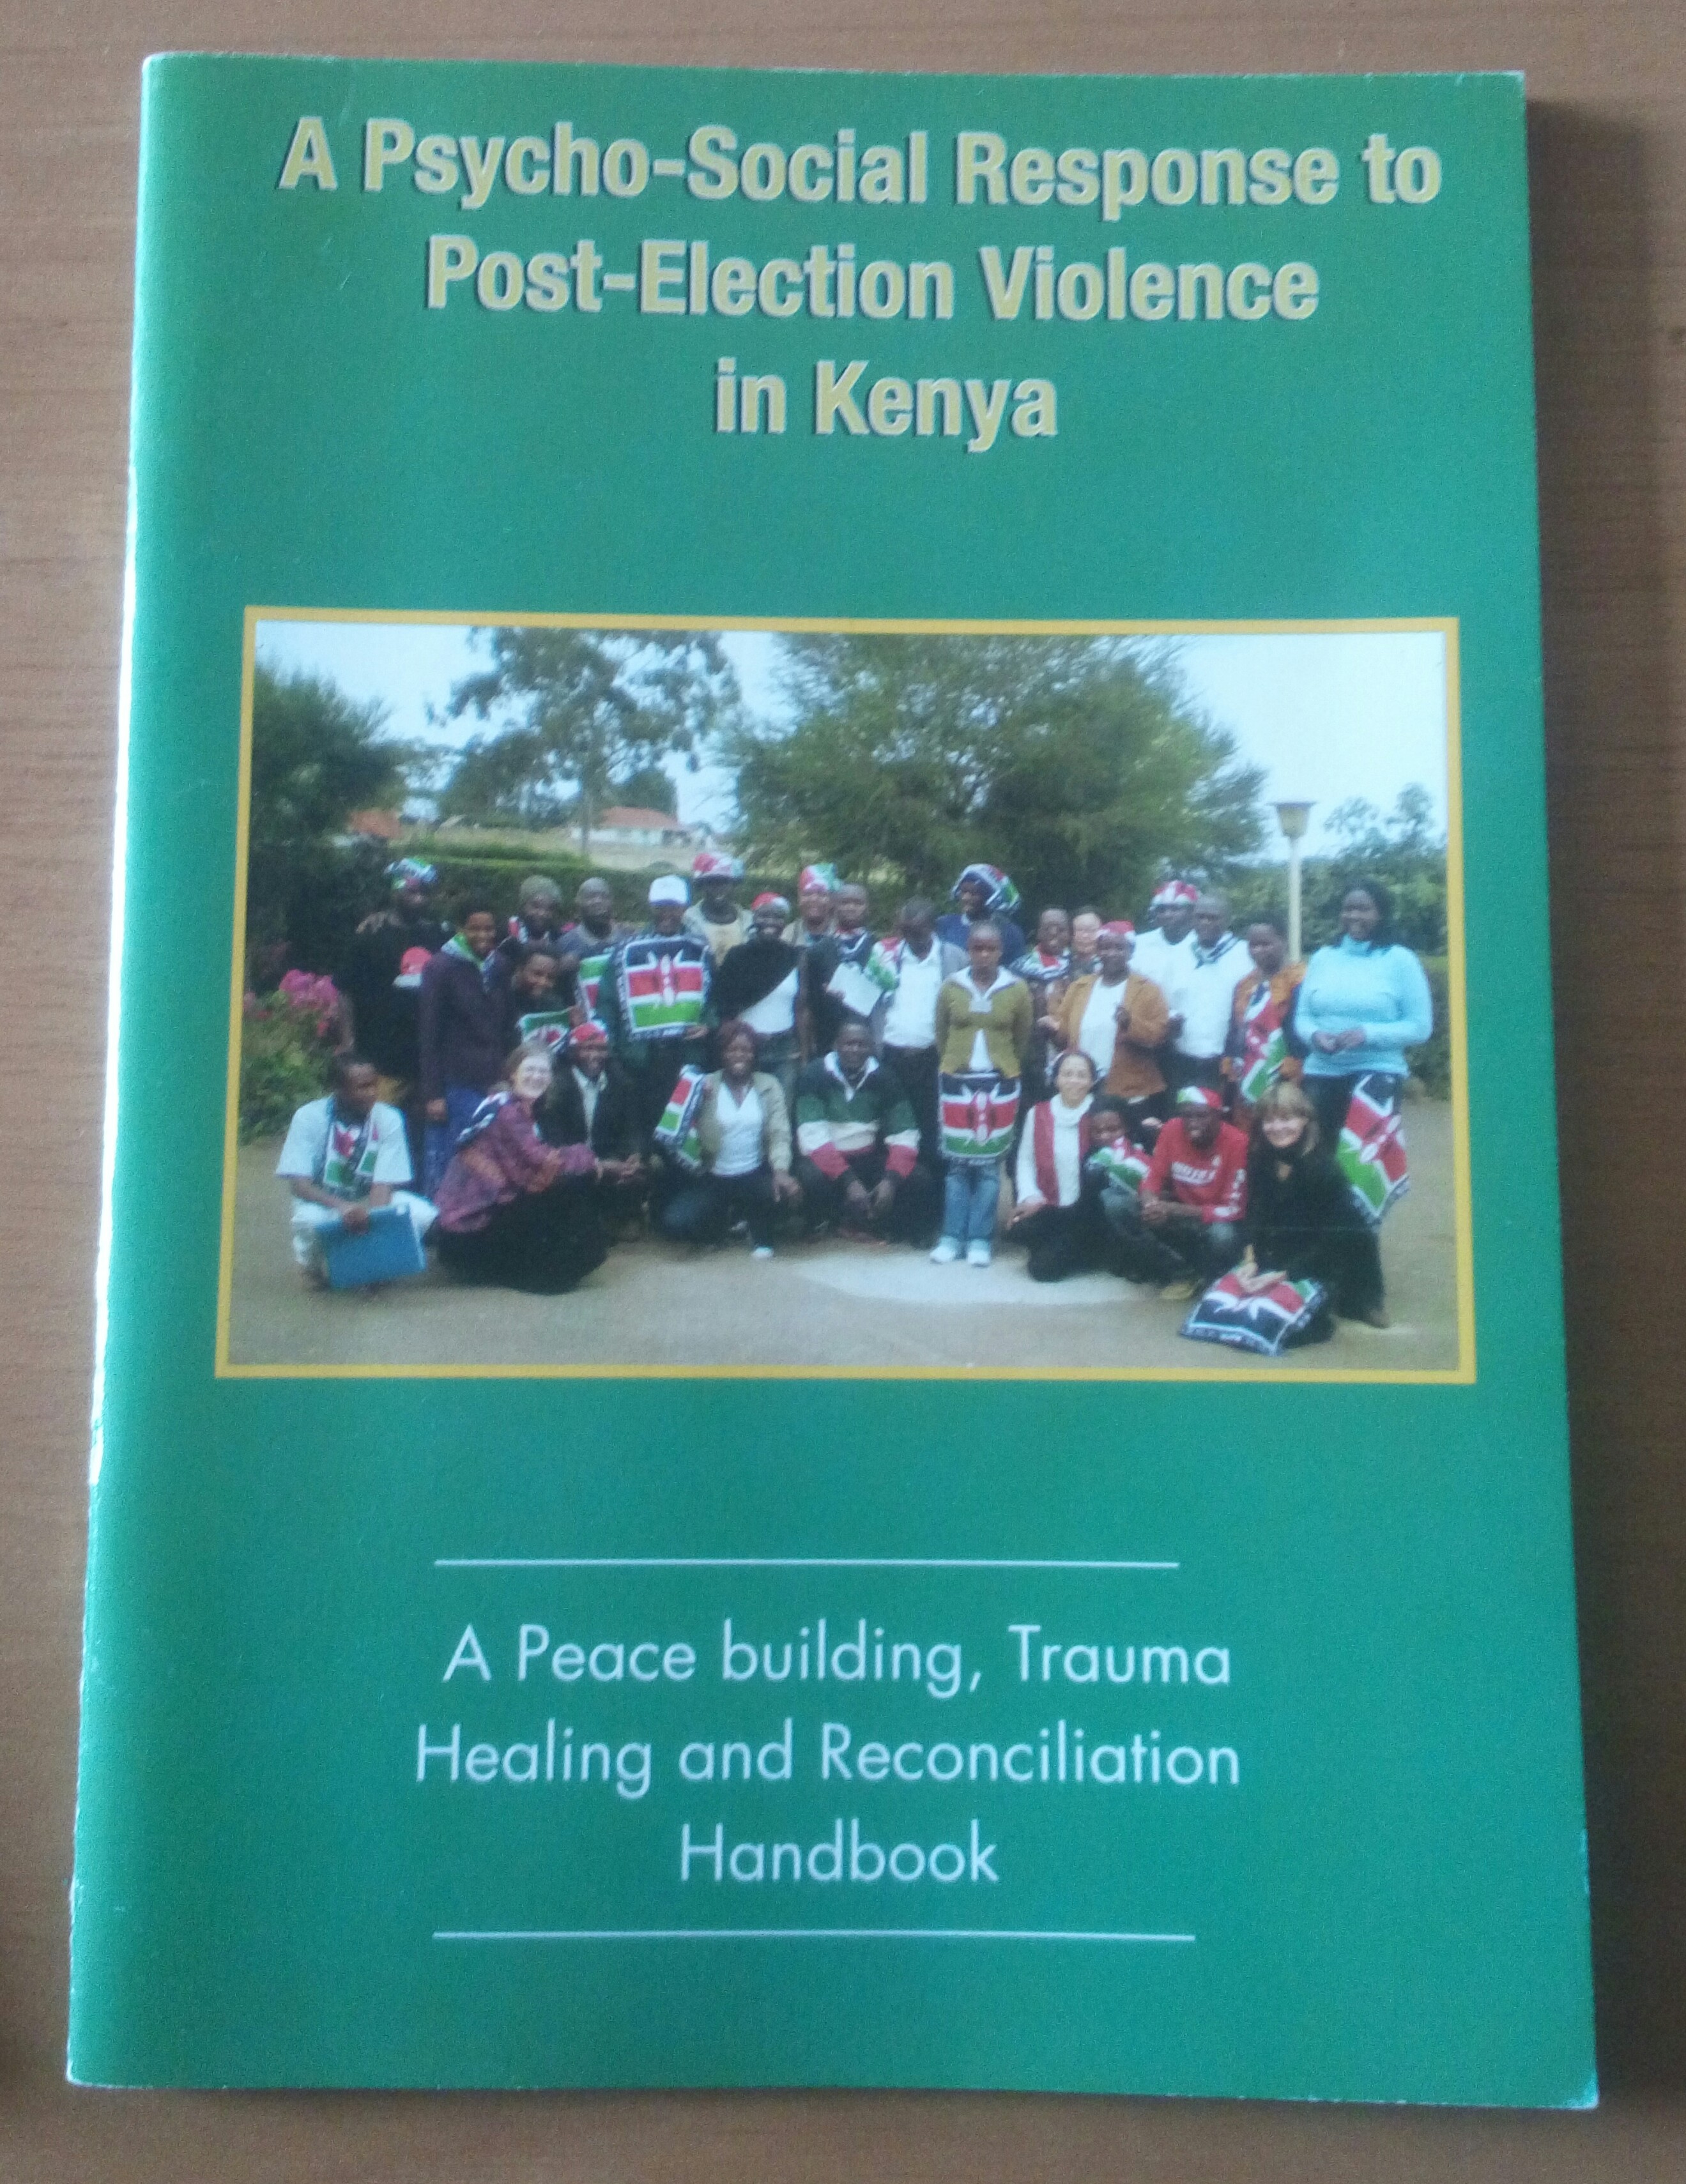 A Psycho-Social Response to
Post-Election Violence
in Kenya
A Peace building, Trauma
Healing and Reconciliation
Handbook